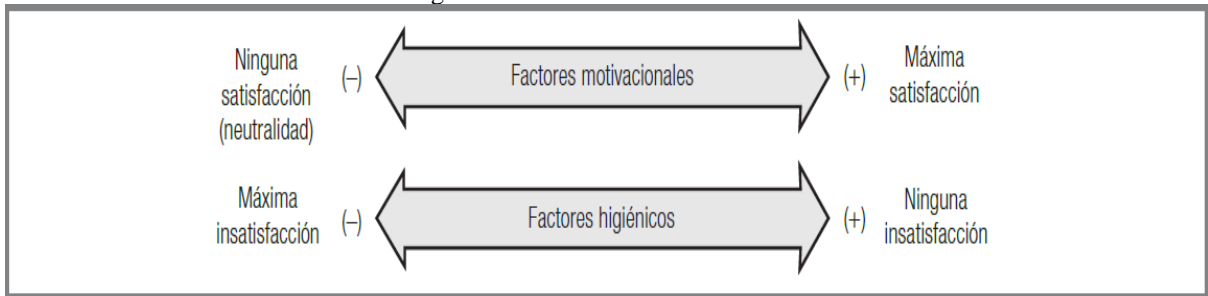 Ninguna
satisfacción
(neutralidad)
(–)
Factores motivacionales
(+)
Máxima
satisfacción
Máxima
insatisfacción
(–)
Factores higiénicos
(+)
Ninguna
insatisfacción